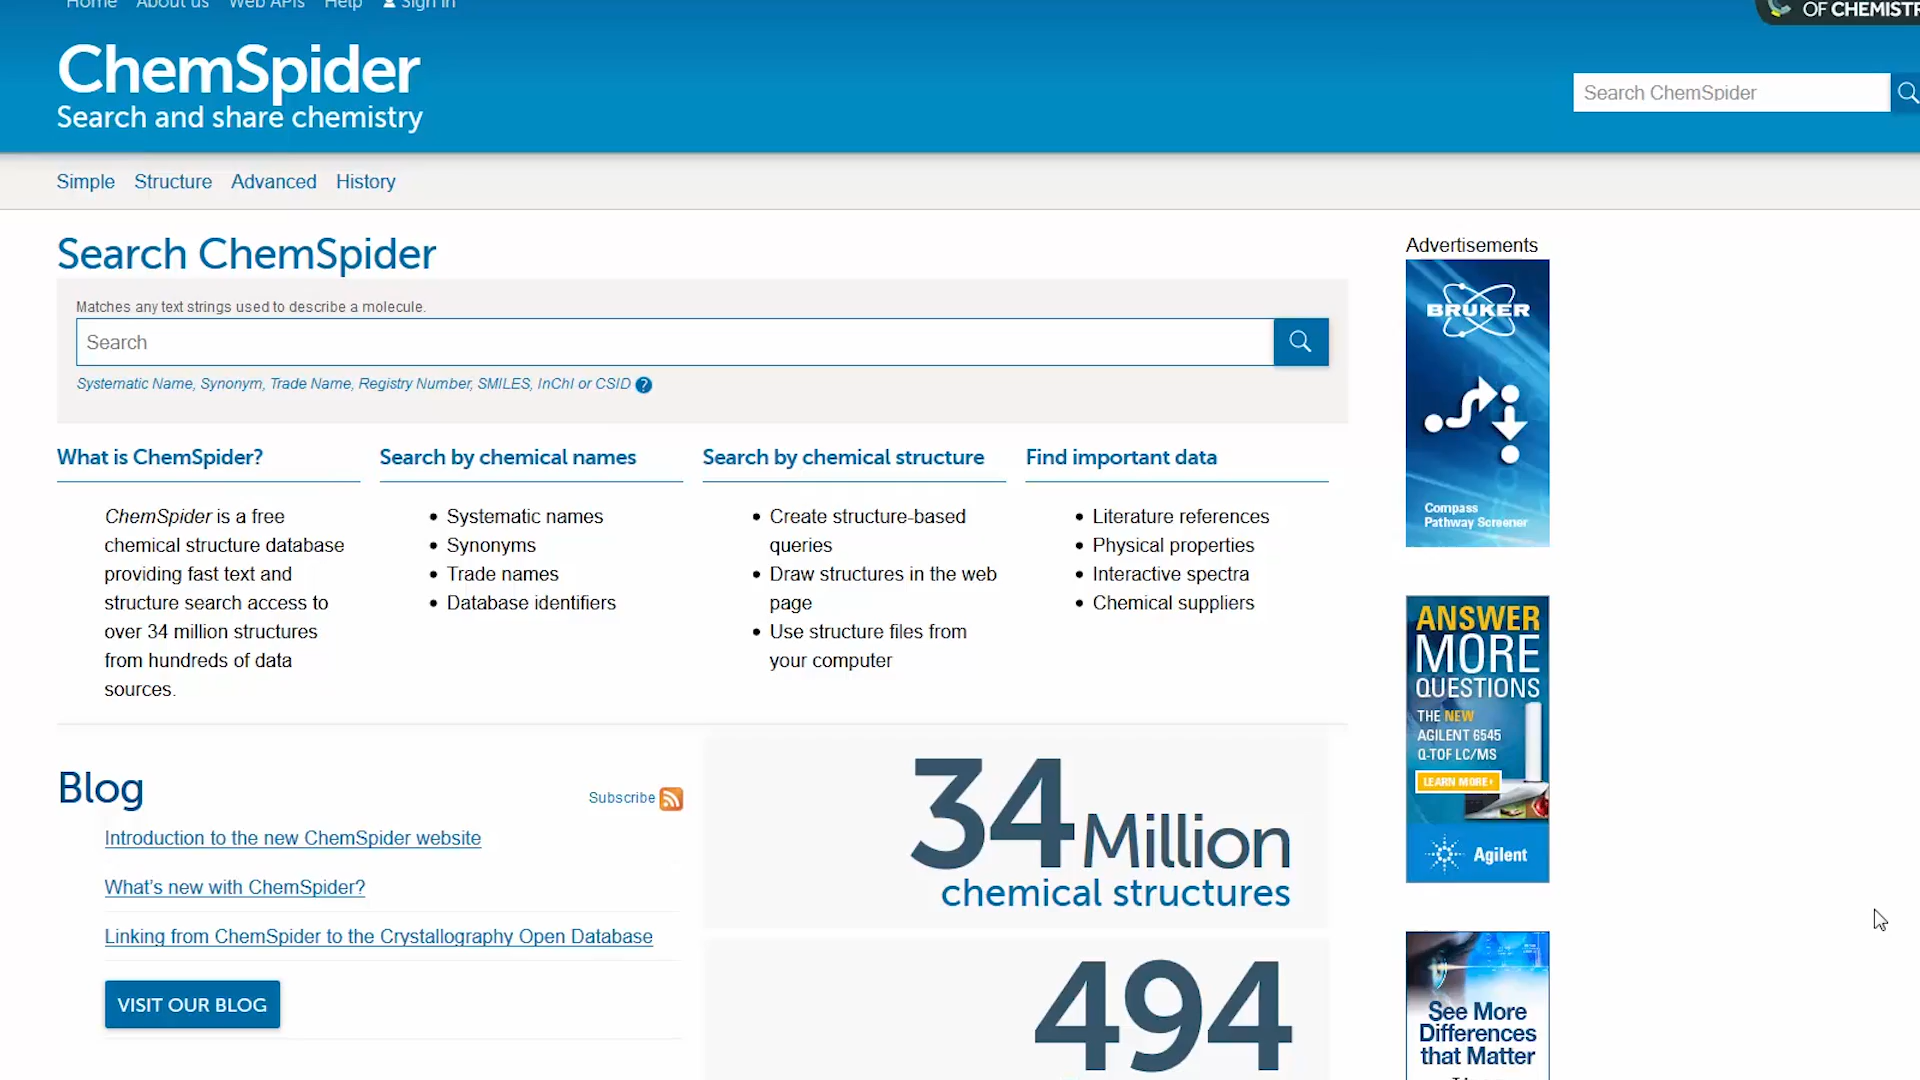 Home About us Web APIs Help Sign in
OF CHEMISTR
ChemSpider
Search and share chemistry
Search ChemSpider
Simple Structure Advanced History
Search ChemSpider
Matches any text strings used to describe a molecule.
Search
Systematic Name, Synonym, Trade Name, Registry Number, SMILES, InChI or CSID ?
What is ChemSpider?
ChemSpider is a free
chemical structure database
providing fast text and
structure search access to
over 34 million structures
from hundreds of data
sources.
Search by chemical names
• Systematic names
• Synonyms
• Trade names
• Database identifiers
Search by chemical structure
• Create structure-based
queries
• Draw structures in the web
page
• Use structure files from
your computer
Find important data
• Literature references
• Physical properties
• Interactive spectra
• Chemical suppliers
Blog
Subscribe
Introduction to the new ChemSpider website
What's new with ChemSpider?
Linking from ChemSpider to the Crystallography Open Database
VISIT OUR BLOG
34 Million
chemical structures
494
Advertisements
BRUKER
Compass
Pathway Screener
ANSWER
MORE
QUESTIONS
THE NEW
AGILENT 6545
Q-TOF LC/MS
LEARN MORE
Agilent
See More
Differences
that Matter